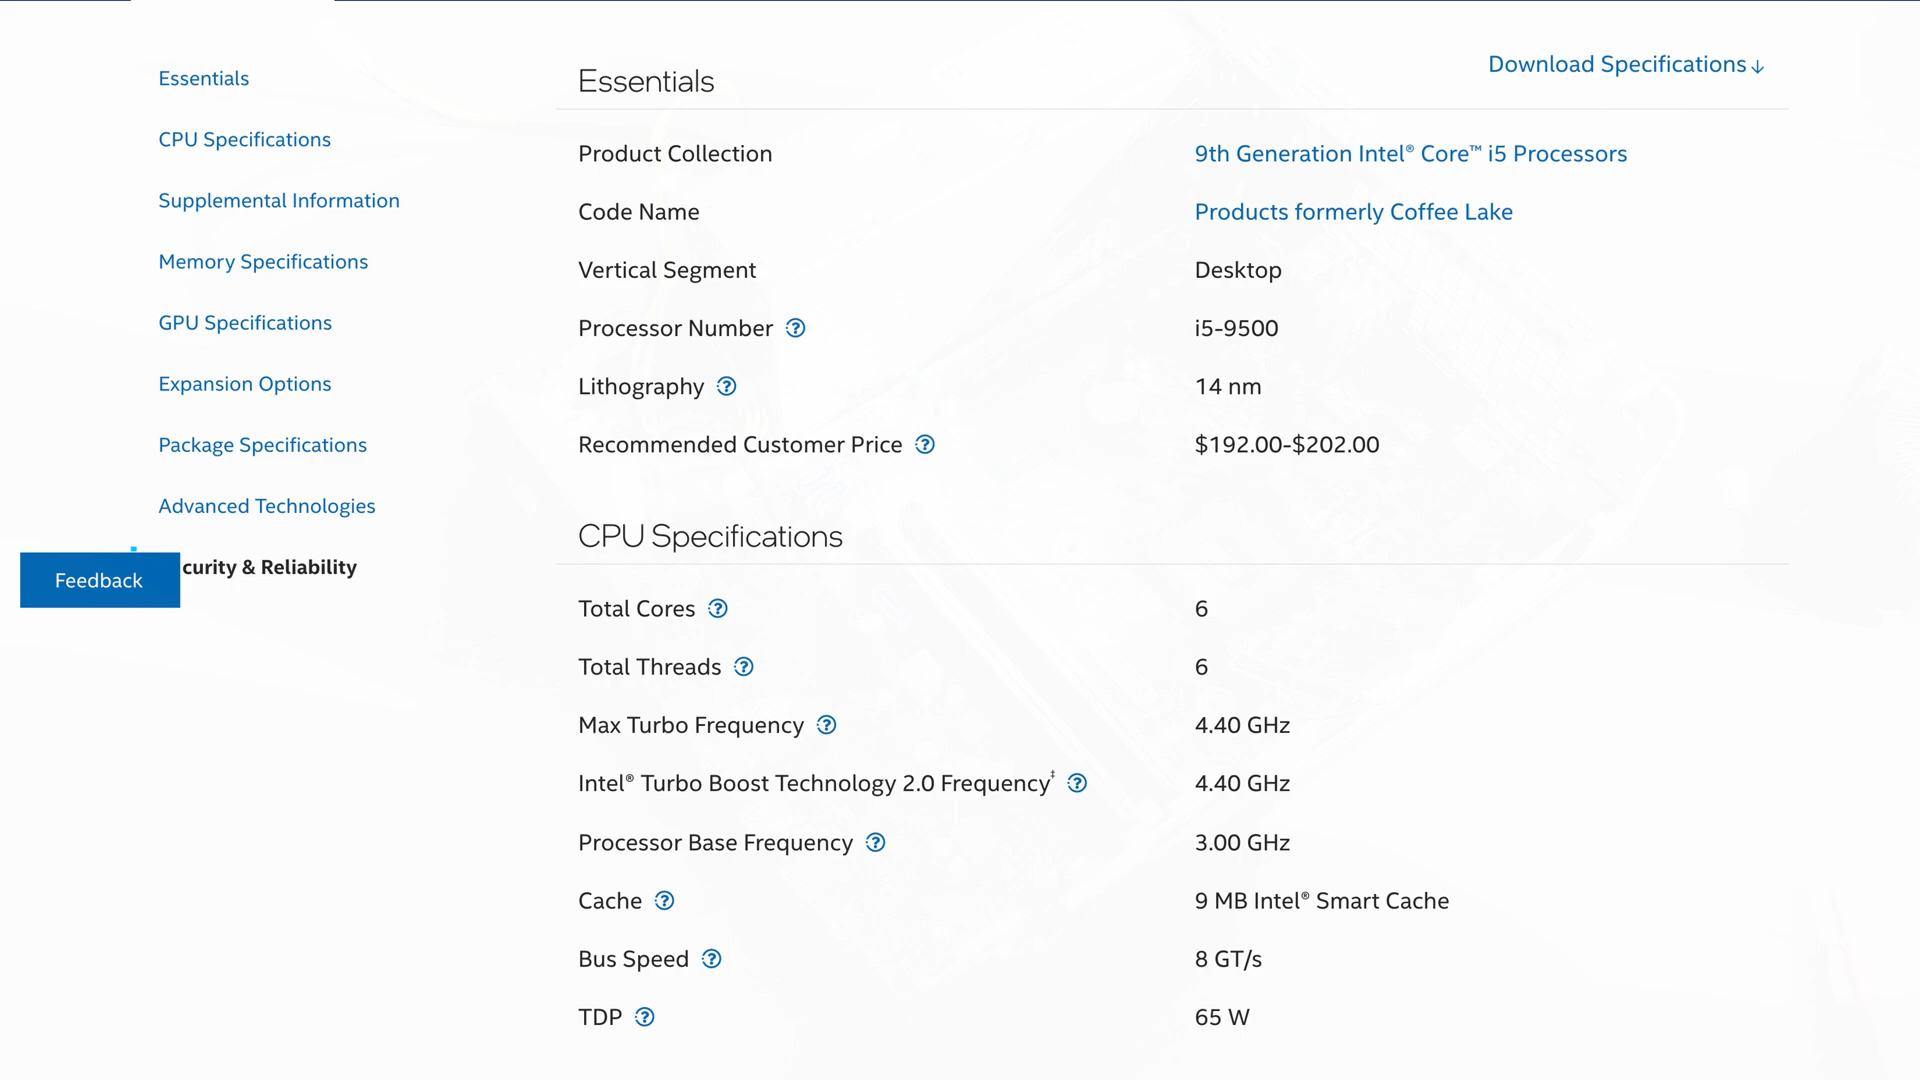 Essentials
CPU Specifications
Supplemental Information
Memory Specifications
GPU Specifications
Expansion Options
Package Specifications
Advanced Technologies
curity & Reliability
Feedback
Essentials
Download Specifications ↓
Product Collection 9th Generation Intel® Core™ i5 Processors
Code Name Products formerly Coffee Lake
Vertical Segment Desktop
Processor Number ? i5-9500
Lithography ? 14 nm
Recommended Customer Price ? $192.00-$202.00
CPU Specifications
Total Cores ? 6
Total Threads ? 6
Max Turbo Frequency ? 4.40 GHz
Intel® Turbo Boost Technology 2.0 Frequency‡ ? 4.40 GHz
Processor Base Frequency ? 3.00 GHz
Cache ? 9 MB Intel® Smart Cache
Bus Speed ? 8 GT/s
TDP ? 65 W